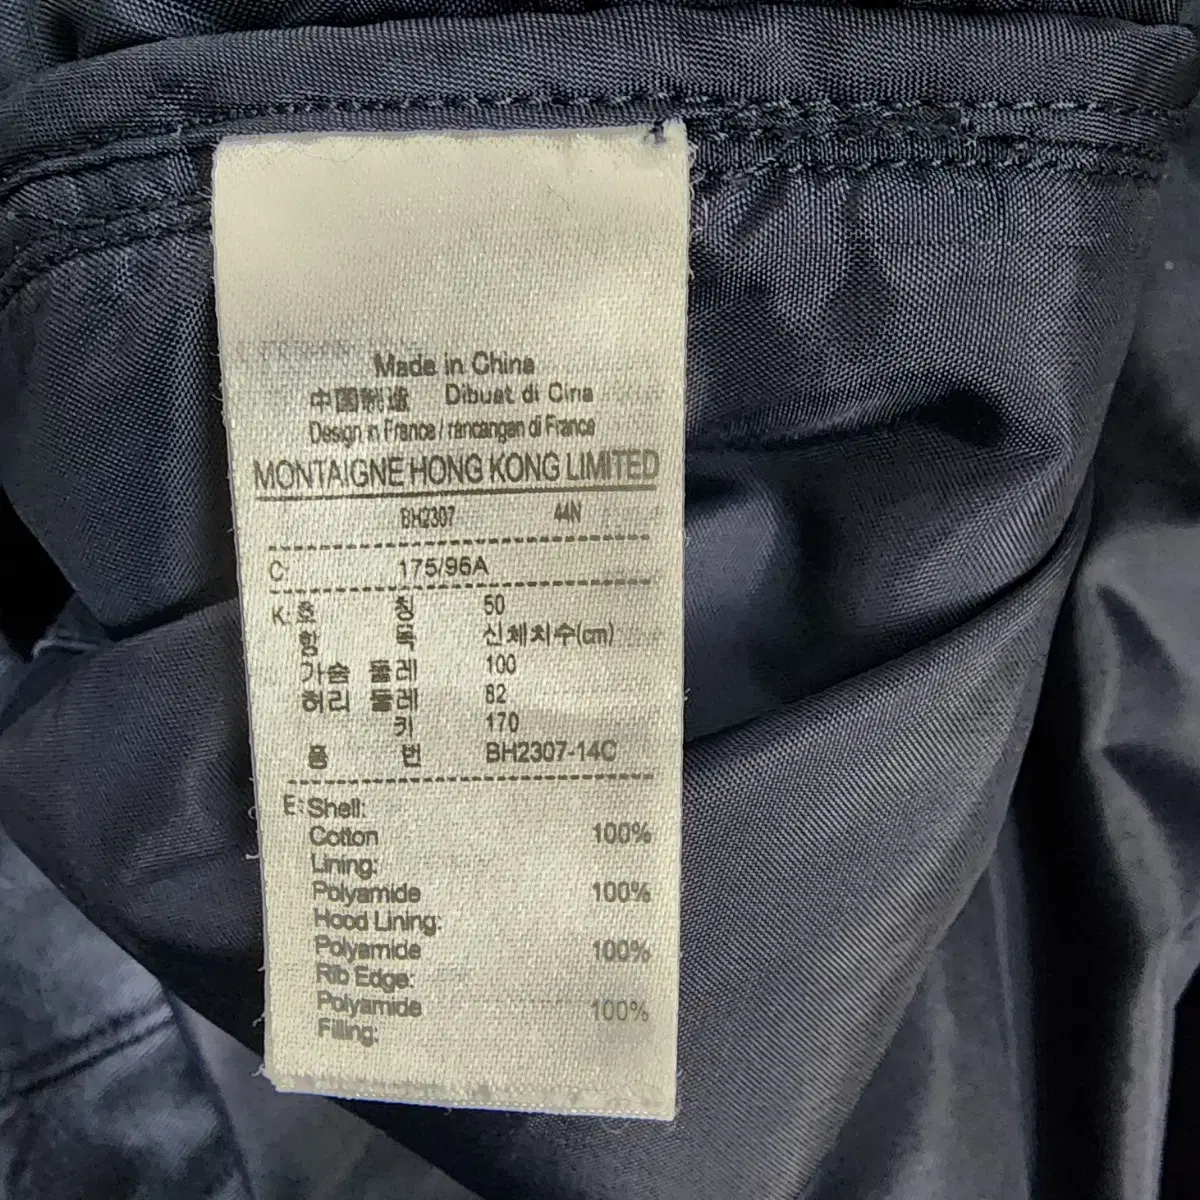 Made in China
中国制造 Dibuat di Cina
Design in France / rancangan di France
MONTAIGNE HONG KONG LIMITED
BH2307 44N
C 175/96A
K: 호 칭 50
항 목 신체치수(cm)
가슴 둘레 100
허리 둘레 82
키 170
품 번 BH2307-14C
E: Shell:
Cotton 100%
Lining:
Polyamide 100%
Hood Lining:
Polyamide 100%
Rib Edge:
Polyamide 100%
Filling: